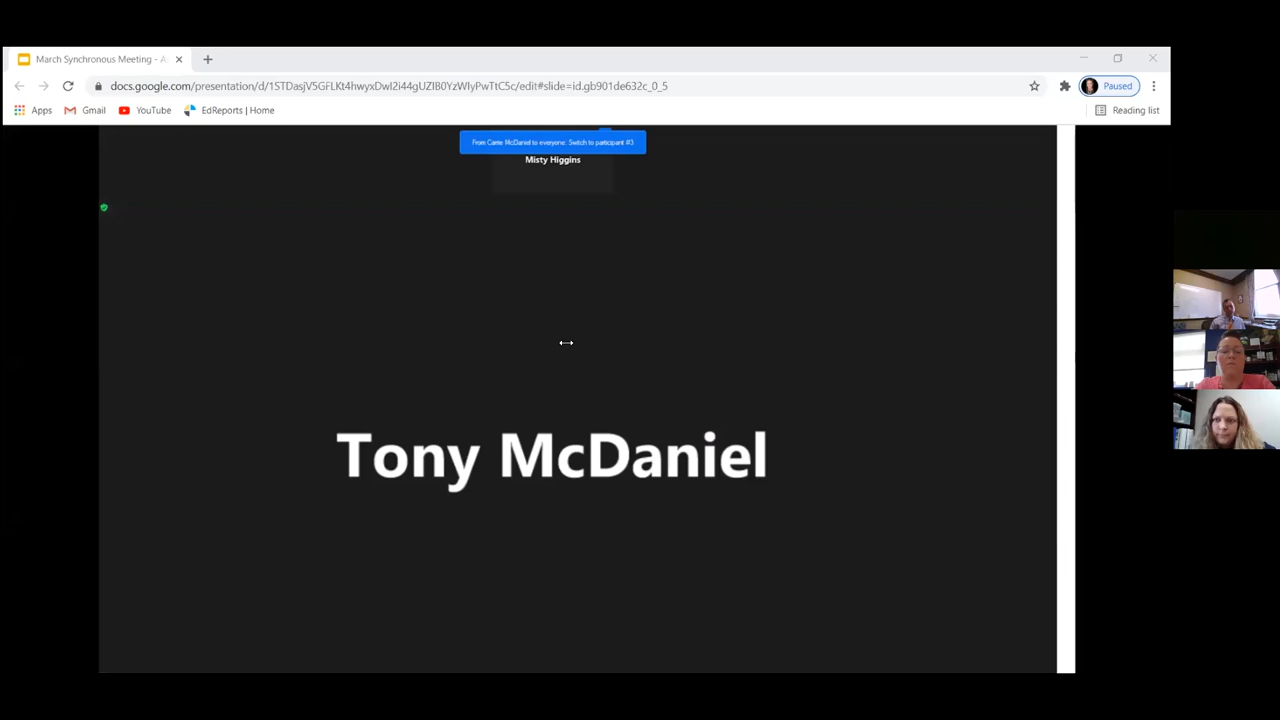 March Synchronous Meeting - A
docs.google.com/presentation/d/1STDasjV5GFLKt4hwyxDwI2i44gUZIB0YzWIyPwTtC5c/edit#slide=id.gb901de632c_0_5
Paused
Apps
Gmail
YouTube
EdReports | Home
Reading list
From Carrie McDaniel to everyone: Switch to participant #3
Misty Higgins
Tony McDaniel